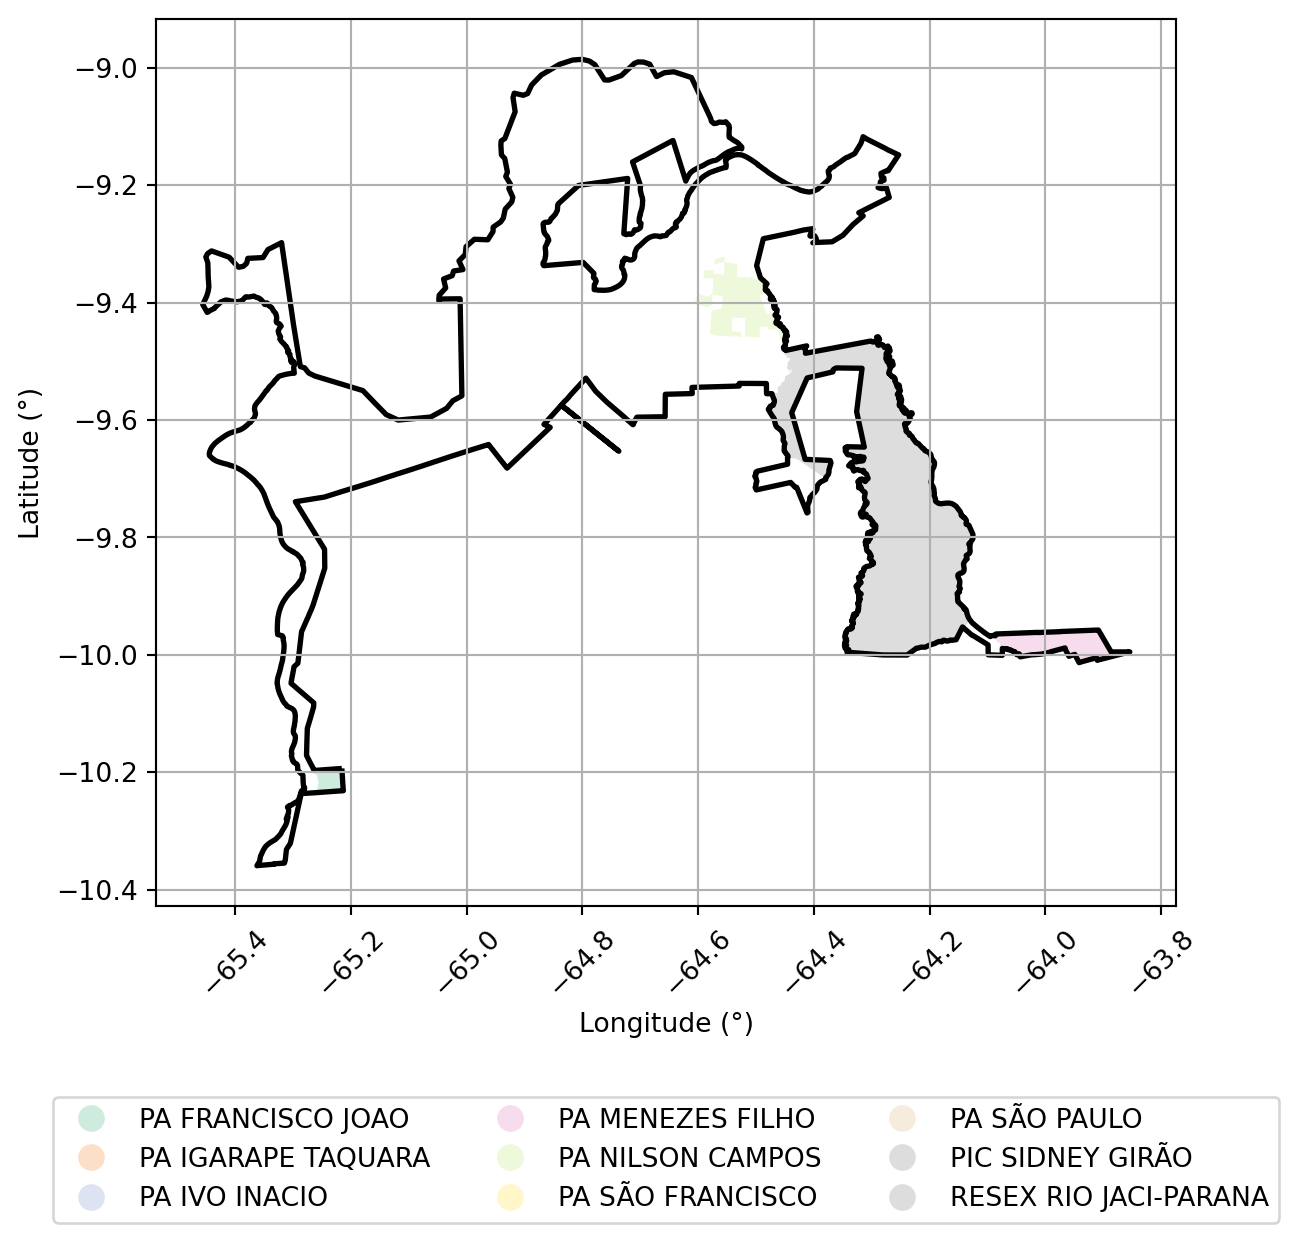 −9.0
−9.2
−9.4
−9.6
−9.8
−10.0
−10.2
−10.4
Latitude (°)
−65.4
−65.2
−65.0
−64.8
−64.6
−64.4
−64.2
−64.0
−63.8
Longitude (°)
PA FRANCISCO JOAO
PA IGARAPE TAQUARA
PA IVO INACIO
PA MENEZES FILHO
PA NILSON CAMPOS
PA SÃO FRANCISCO
PA SÃO PAULO
PIC SIDNEY GIRÃO
RESEX RIO JACI-PARANA